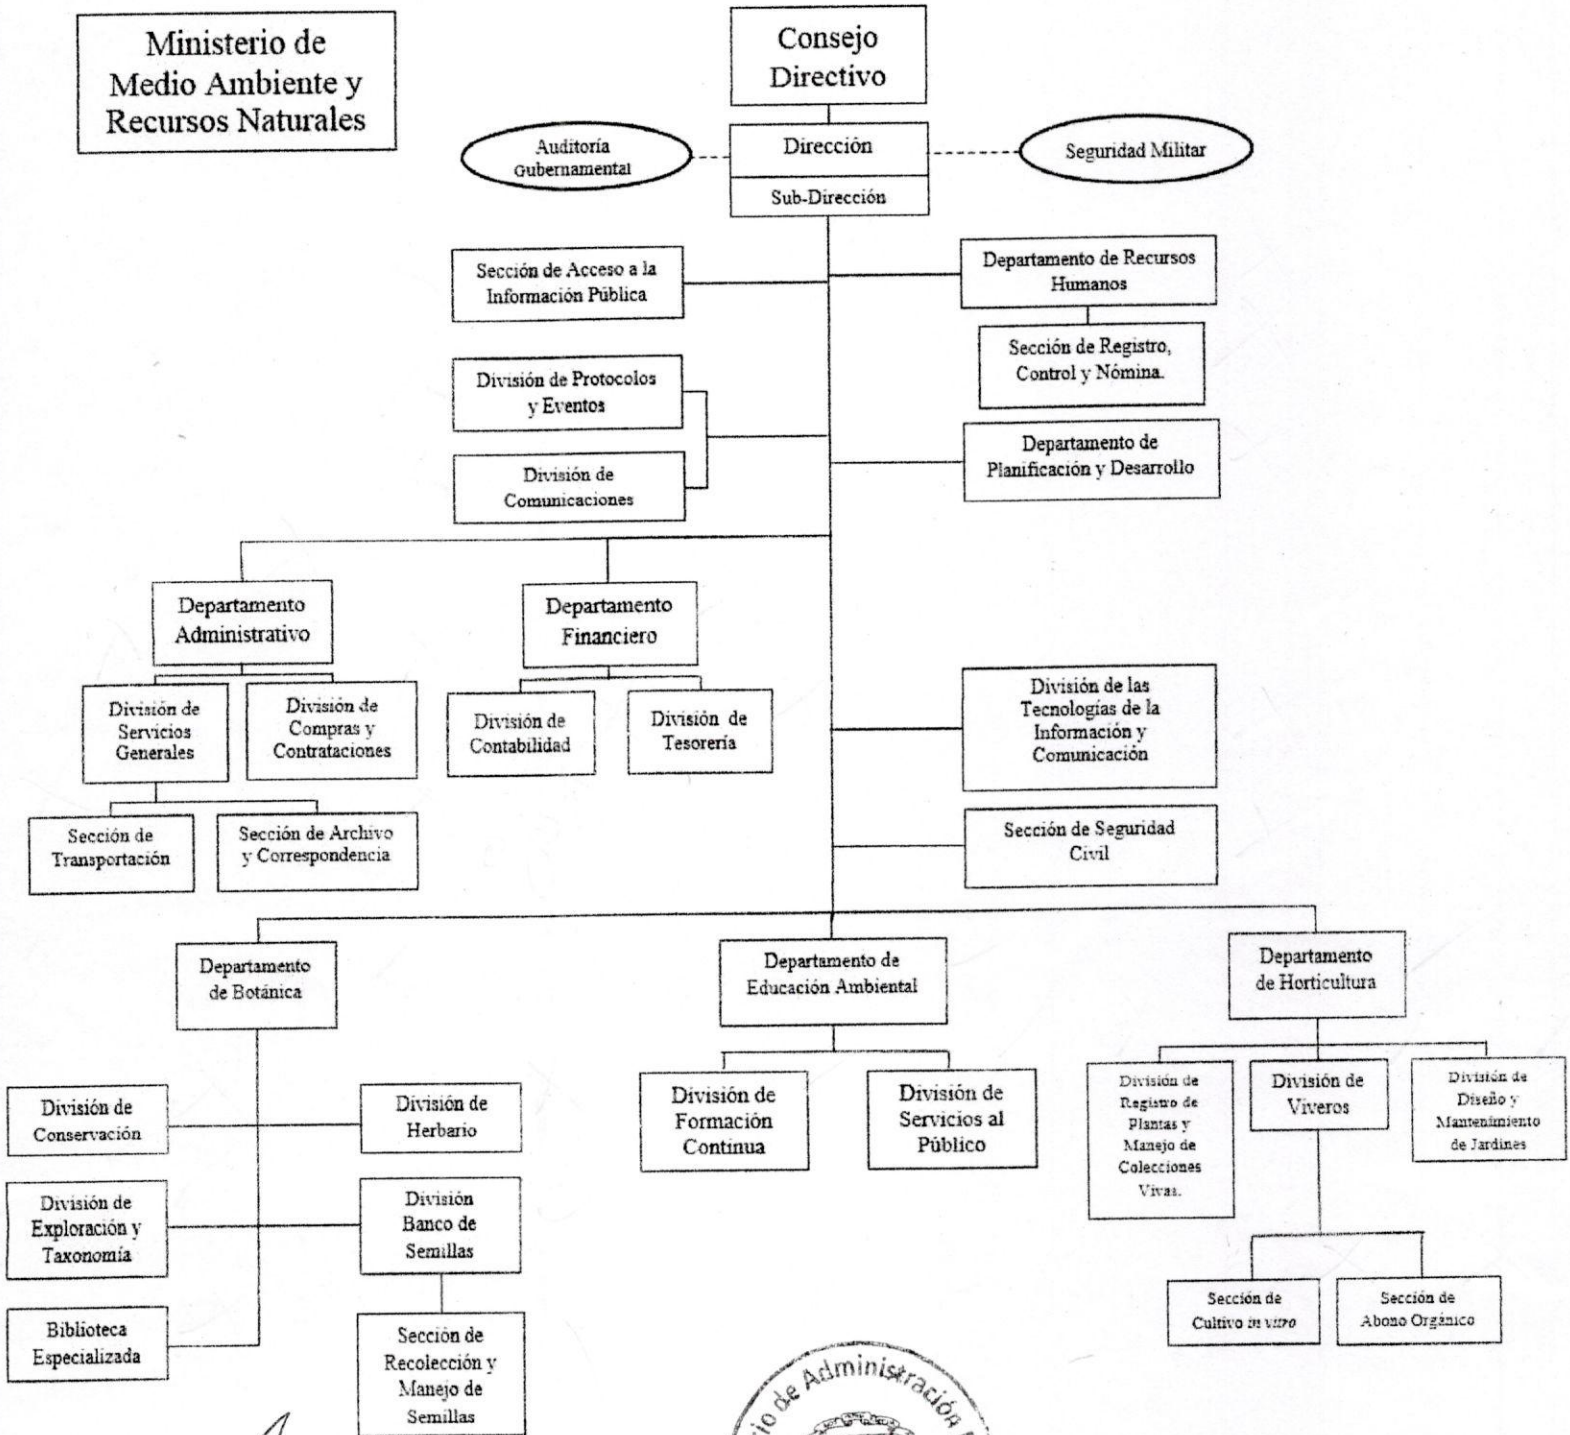 Ministerio de
Medio Ambiente y
Recursos Naturales
Consejo
Directivo
Auditoría
Gubernamental
Dirección
Sub-Dirección
Seguridad Militar
Sección de Acceso a la
Información Pública
Departamento de Recursos
Humanos
Sección de Registro,
Control y Nómina.
División de Protocolos
y Eventos
División de
Comunicaciones
Departamento de
Planificación y Desarrollo
Departamento
Administrativo
Departamento
Financiero
División de
Servicios
Generales
División de
Compras y
Contrataciones
División de
Contabilidad
División de
Tesorería
División de las
Tecnologías de la
Información y
Comunicación
Sección de
Transportación
Sección de Archivo
y Correspondencia
Sección de Seguridad
Civil
Departamento
de Botánica
Departamento de
Educación Ambiental
Departamento
de Horticultura
División de
Conservación
División de
Herbario
División de
Exploración y
Taxonomía
División
Banco de
Semillas
Biblioteca
Especializada
Sección de
Recolección y
Manejo de
Semillas
División de
Formación
Continua
División de
Servicios al
Público
División de
Registro de
Plantas y
Manejo de
Colecciones
Vivas.
División de
Viveros
División de
Diseño y
Mantenimiento
de Jardines
Sección de
Cultivo in vitro
Sección de
Abono Orgánico
de Administración